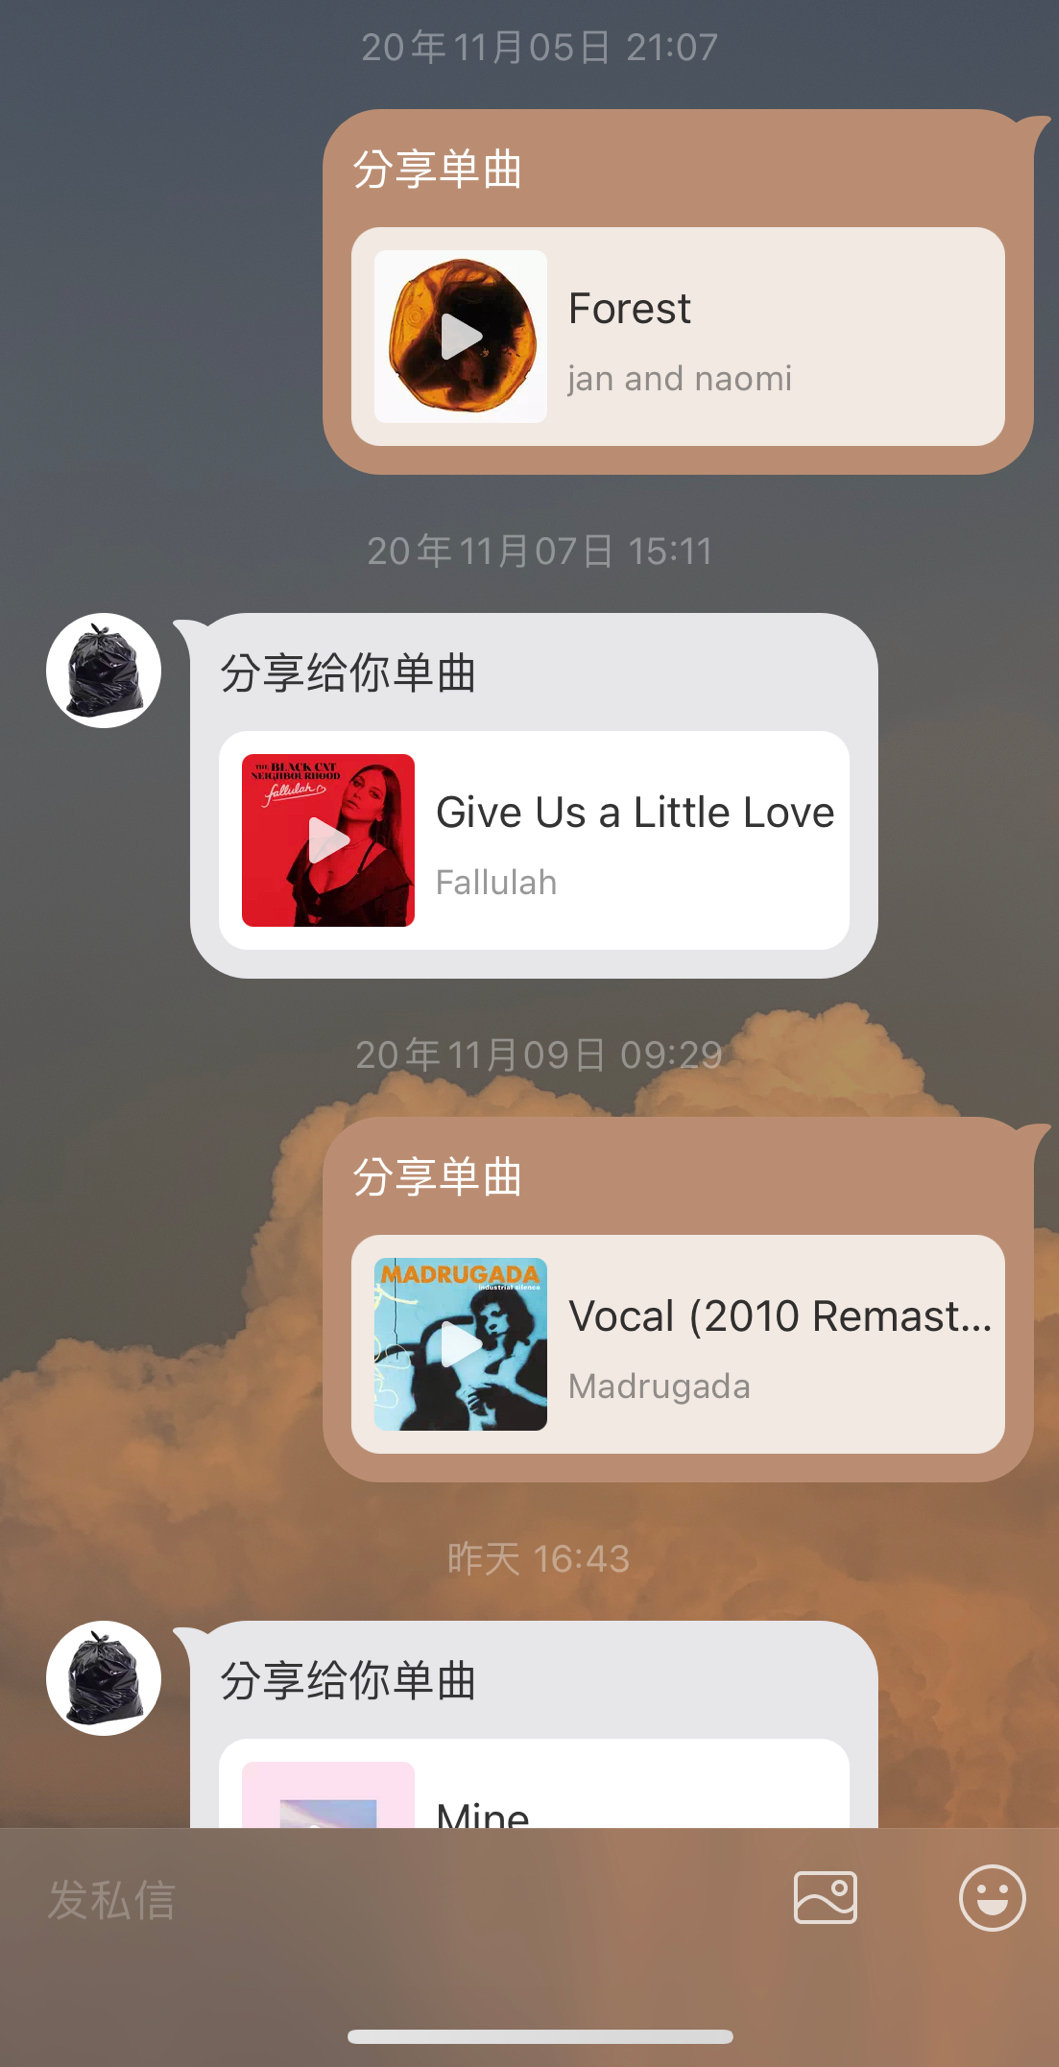 20年11月05日 21:07
分享单曲
Forest
jan and naomi
20年11月07日 15:11
分享给你单曲
THE BLACK CAT
NEIGHBOURHOOD
fallulah
Give Us a Little Love
Fallulah
20年11月09日 09:29
分享单曲
MADRUGADA
industrial silence
Vocal (2010 Remast...
Madrugada
昨天 16:43
分享给你单曲
Mine
发私信